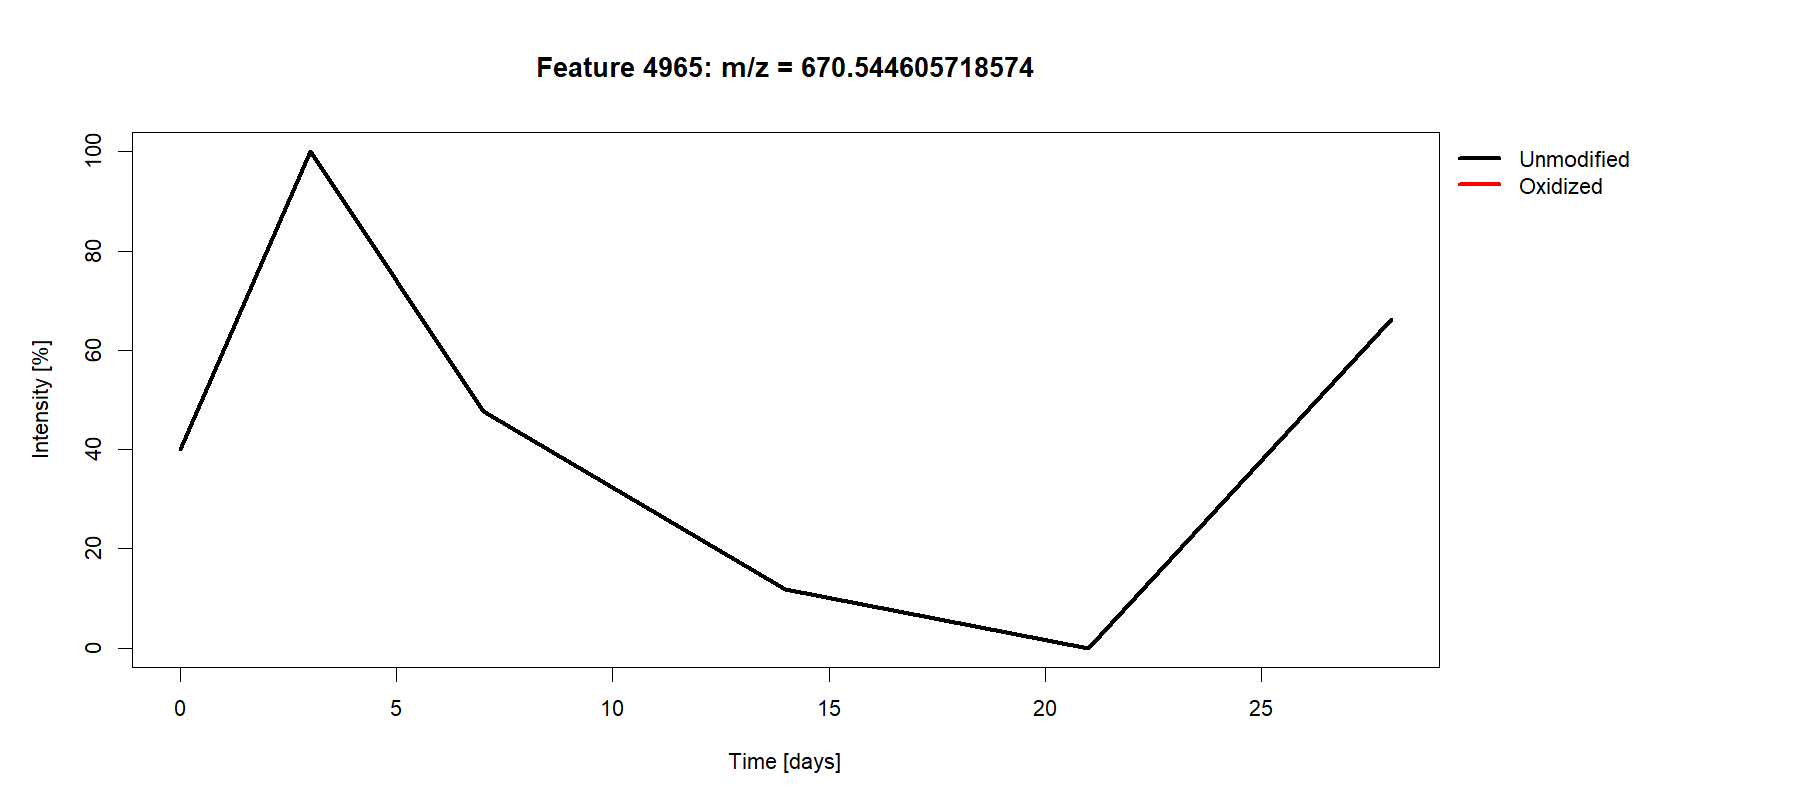 Feature 4965: m/z = 670.544605718574
Unmodified
Oxidized
Intensity [%]
100
80
60
40
20
0
0 5 10 15 20 25
Time [days]